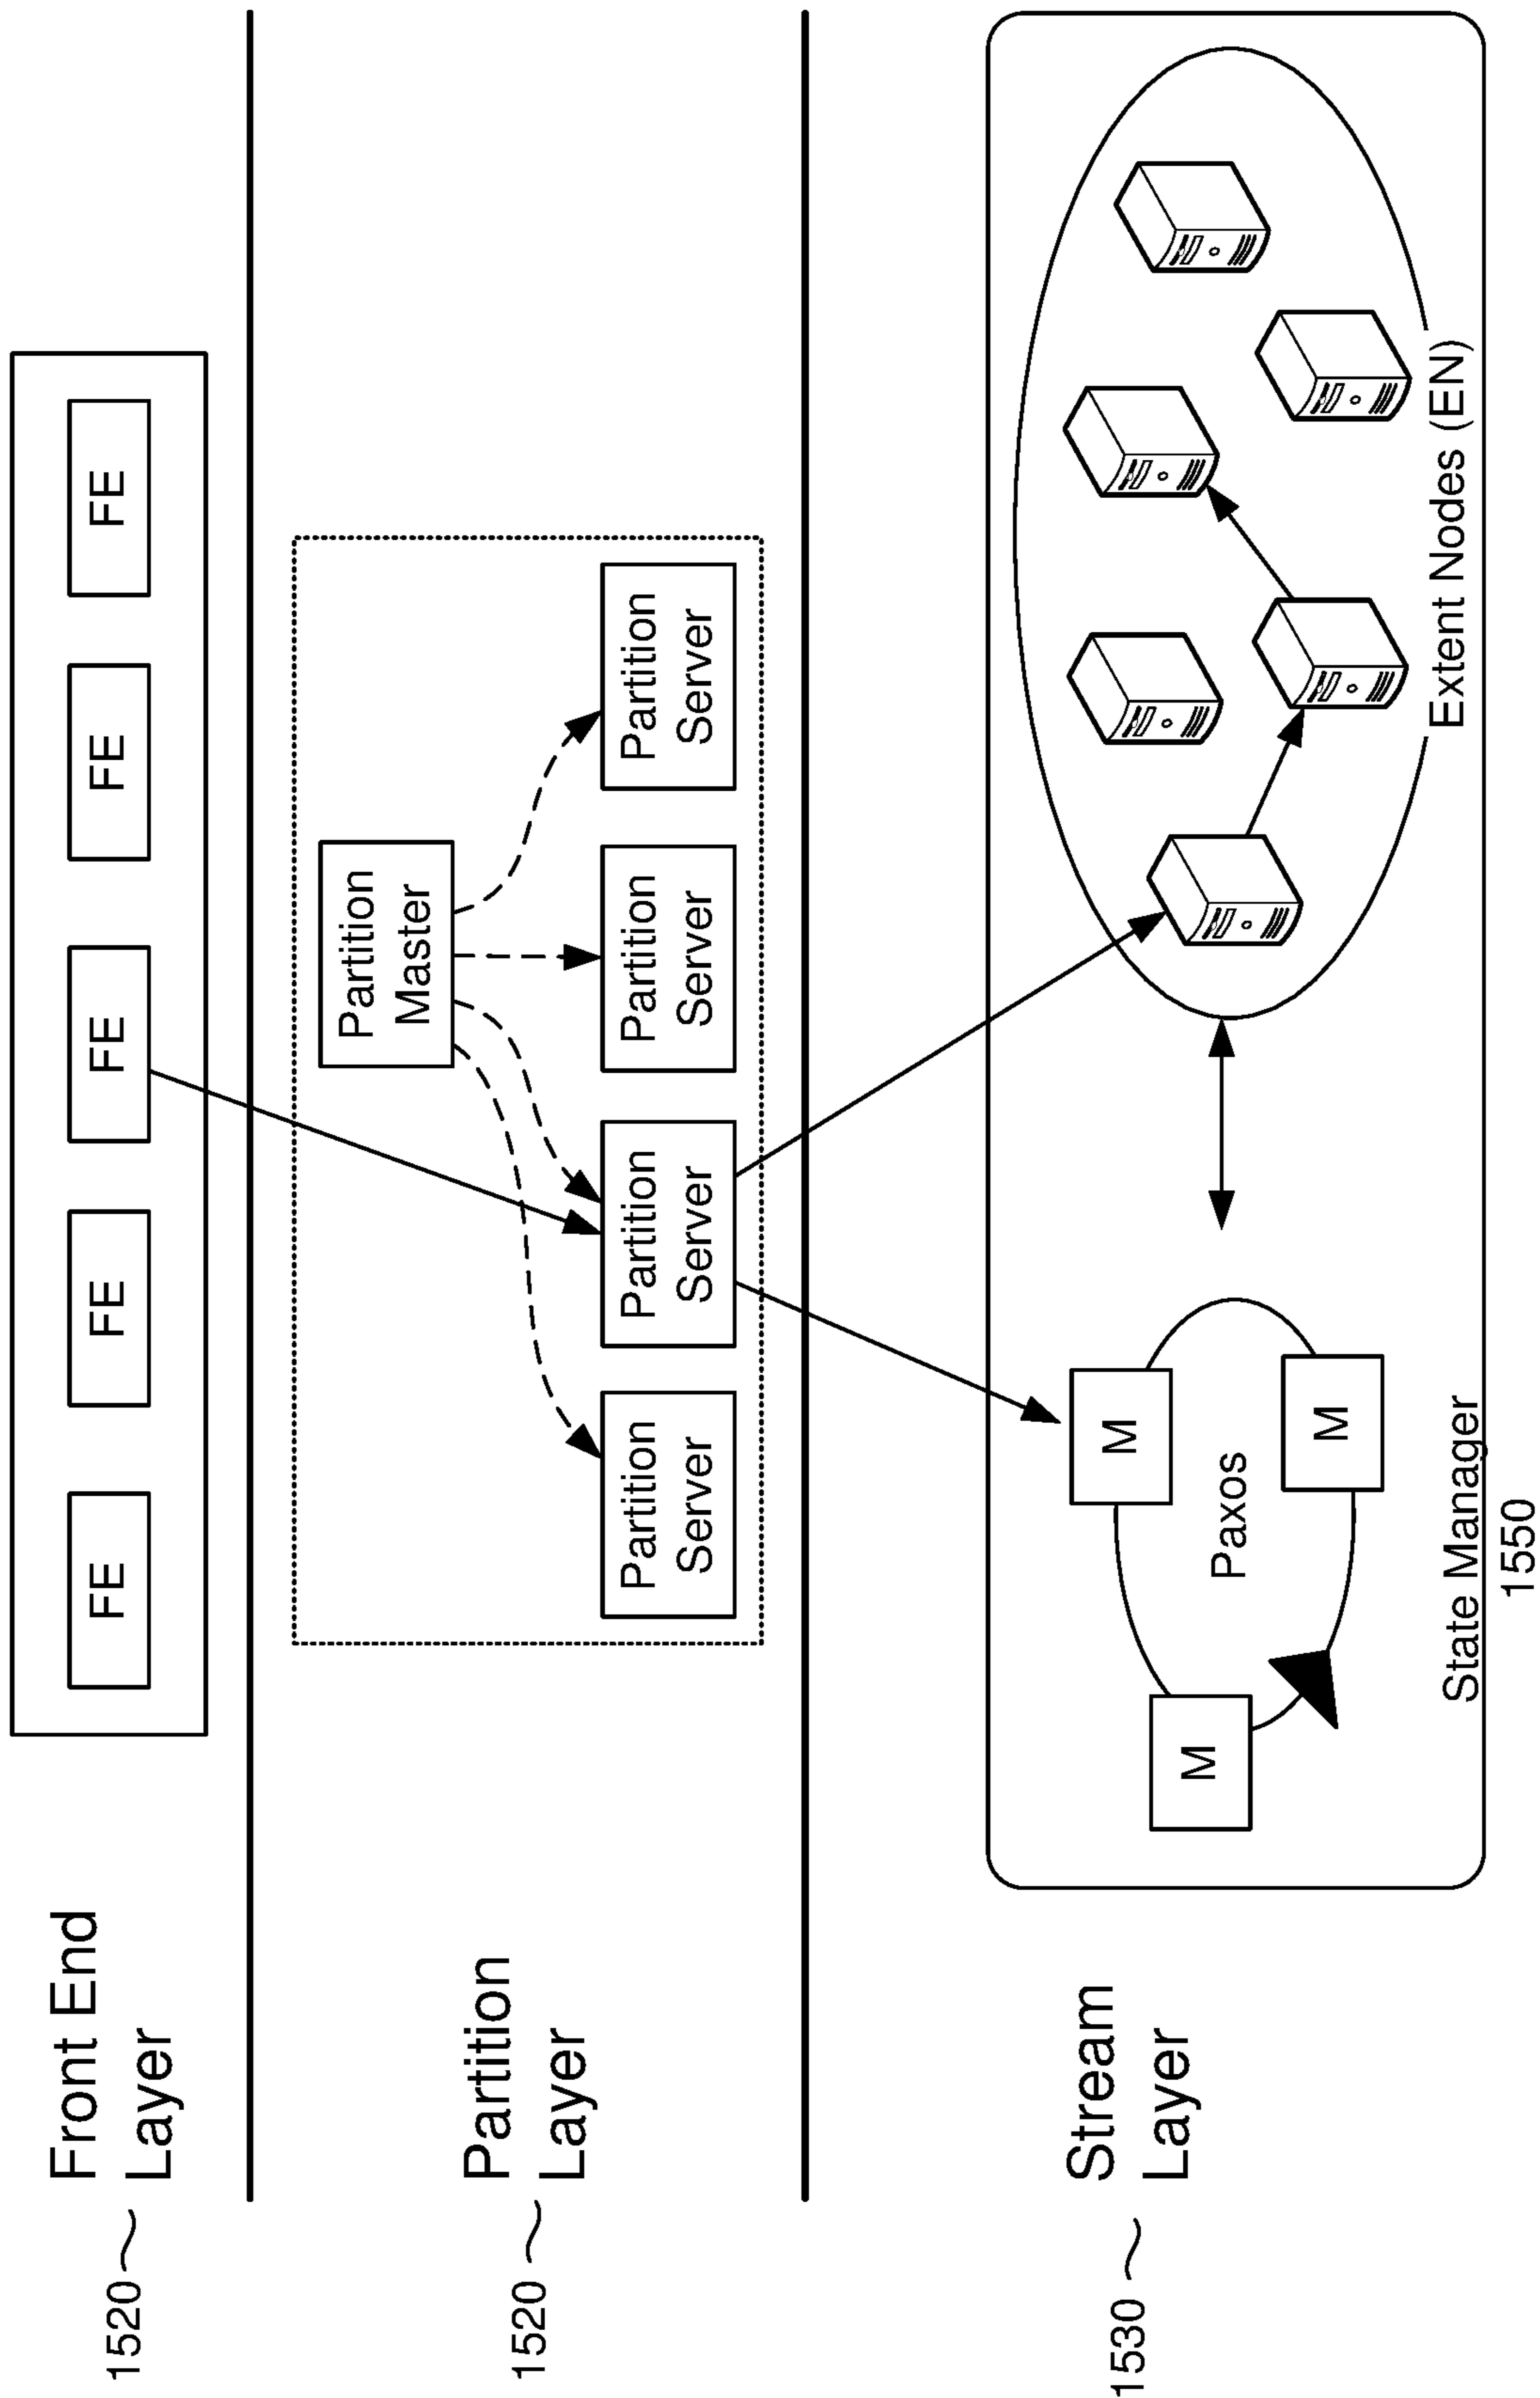 Front End
Layer
1520
FE
FE
FE
FE
FE
Partition
Layer
1520
Partition
Master
Partition
Server
Partition
Server
Partition
Server
Partition
Server
Stream
Layer
1530
M
M
M
Paxos
State Manager
1550
Extent Nodes (EN)